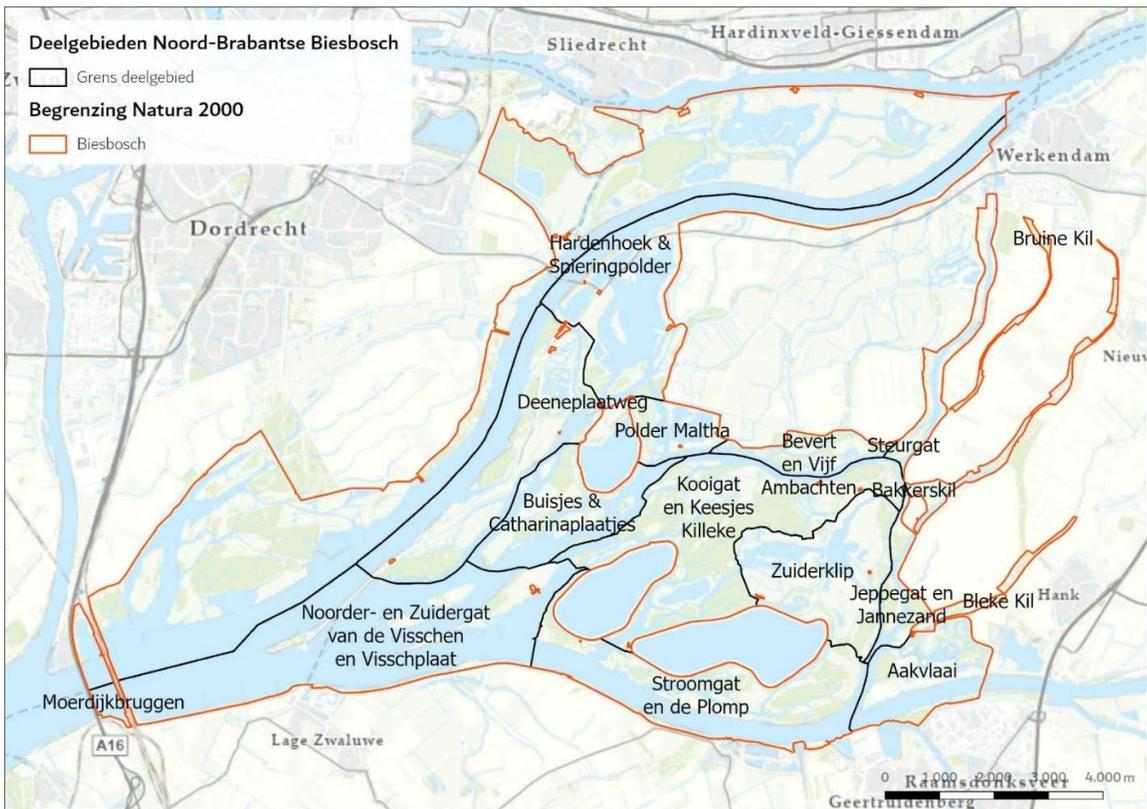 Deelgebieden Noord-Brabantse Biesbosch
Grens deelgebied
Begrenzing Natura 2000
Biesbosch
Sliedrecht
Hardinxveld-Giessendam
N3
Werkendam
Dordrecht
Hardenhoek &
Spieringpolder
Bruine Kil
Nieuw
Deeneplaatweg
Polder Maltha
Bevert
en Vijf
Ambachten
Steurgat
Bakkerskil
Buisjes &
Catharinaplaatjes
Kooigat
en Keesjes
Killeke
Zuiderklip
Jeppegat en
Jannezand
Bleke Kil
Hank
Noorder- en Zuidergat
van de Visschen
en Visschplaat
Aakvlaai
Moerdijkbruggen
Stroomgat
en de Plomp
A16
Lage Zwaluwe
0 1.000 2.000 3.000 4.000 m
Raamsdonksveer
Geertruidenberg